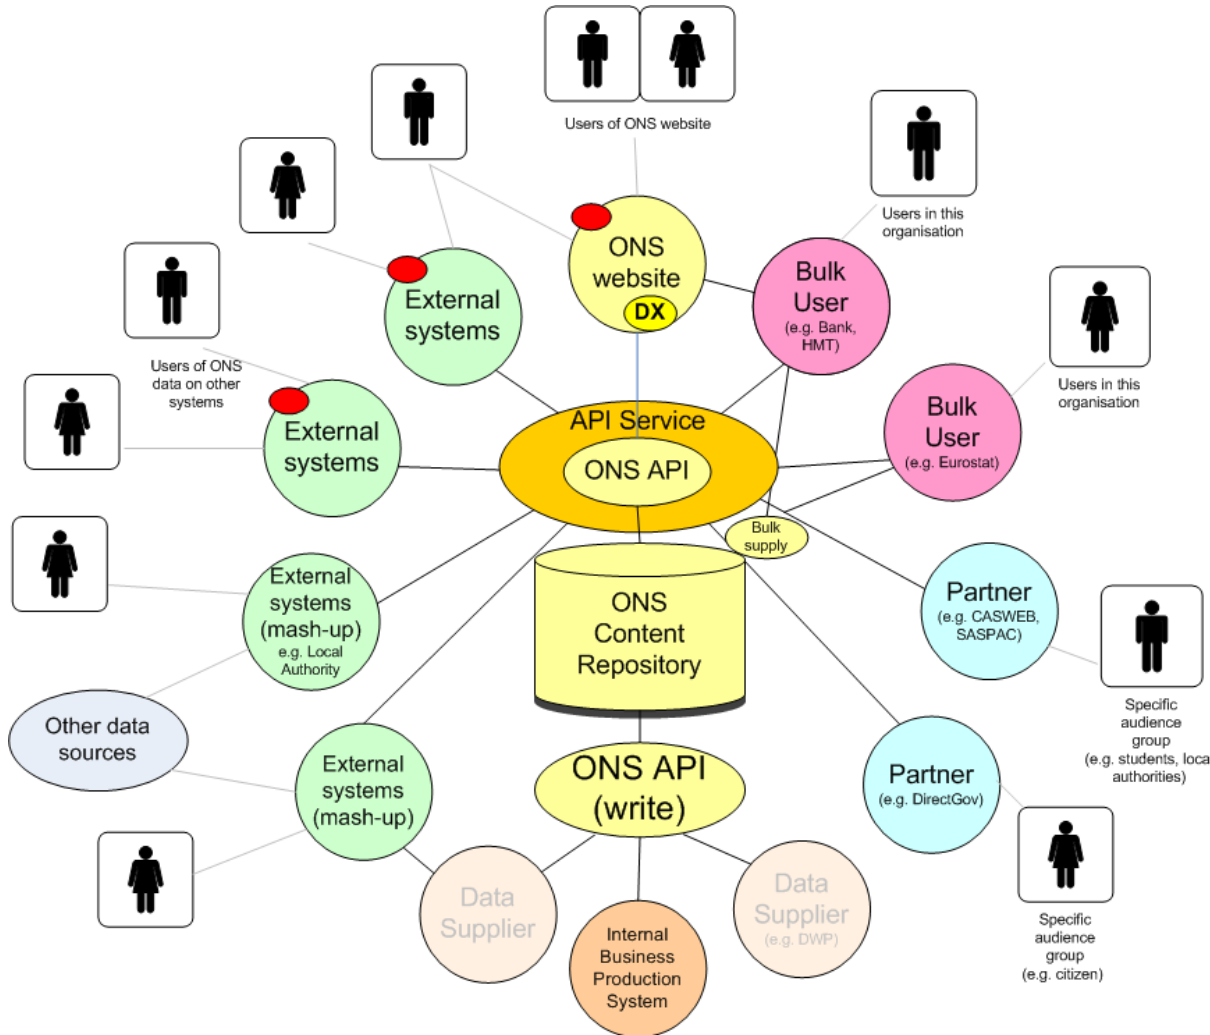 Users of ONS website
Users in this
organisation
ONS
website
DX
Bulk
User
(e.g. Bank,
HMT)
External
systems
Users in this
organisation
Users of ONS
data on other
systems
External
systems
API Service
ONS API
Bulk
User
(e.g. Eurostat)
Bulk
supply
External
systems
(mash-up)
e.g. Local
Authority
ONS
Content
Repository
Partner
(e.g. CASWEB,
SASPAC)
Specific
audience
group
(e.g. students, loca
authorities)
Other data
sources
External
systems
(mash-up)
ONS API
(write)
Partner
(e.g. DirectGov)
Data
Supplier
Internal
Business
Production
System
Data
Supplier
(e.g. DWP)
Specific
audience
group
(e.g. citizen)